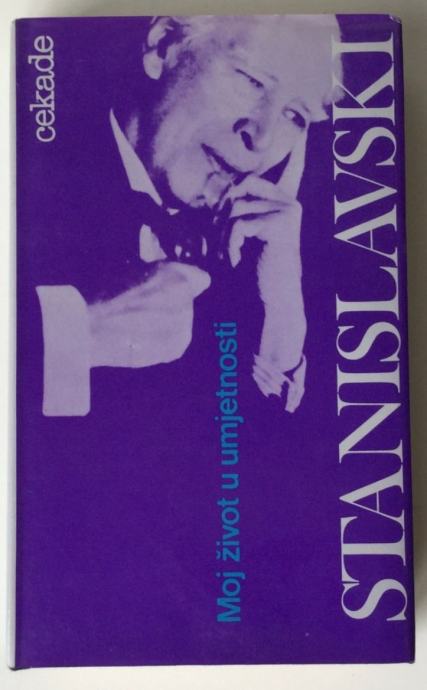 cekade
Moj život u umjetnosti
STANISLAVSKI